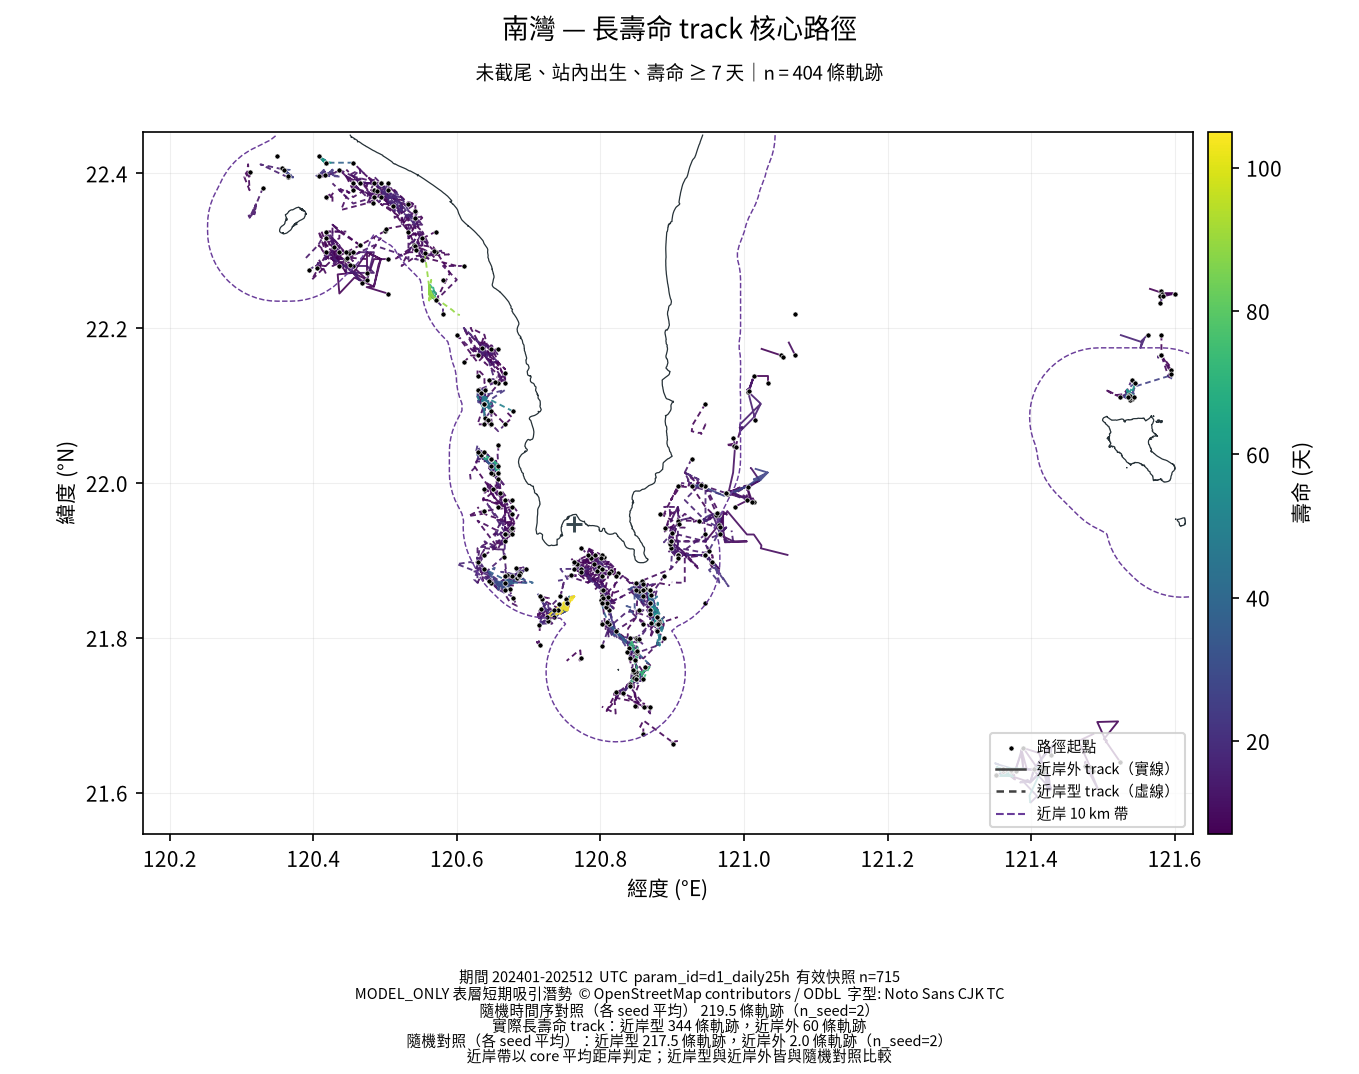 南灣 — 長壽命 track 核心路徑
未截尾、站內出生、壽命 ≥ 7 天｜n = 404 條軌跡
22.4
22.2
22.0
21.8
21.6
緯度 (°N)
120.2 120.4 120.6 120.8 121.0 121.2 121.4 121.6
經度 (°E)
100
80
60
40
20
壽命 (天)
路徑起點
近岸外 track（實線）
近岸型 track（虛線）
近岸 10 km 帶
期間 202401-202512 UTC param_id=d1_daily25h 有效快照 n=715
MODEL_ONLY 表層短期吸引潛勢 © OpenStreetMap contributors / ODbL 字型: Noto Sans CJK TC
隨機時間序對照（各 seed 平均） 219.5 條軌跡（n_seed=2）
實際長壽命 track：近岸型 344 條軌跡，近岸外 60 條軌跡
隨機對照（各 seed 平均）：近岸型 217.5 條軌跡，近岸外 2.0 條軌跡（n_seed=2）
近岸帶以 core 平均距岸判定；近岸型與近岸外皆與隨機對照比較